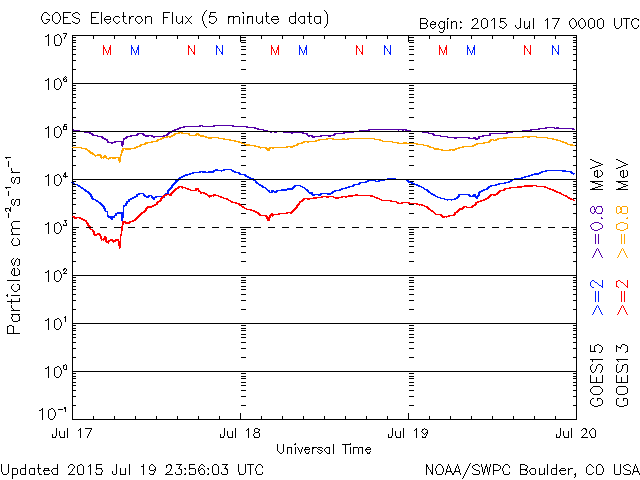 GOES Electron Flux (5 minute data)
Begin: 2015 Jul 17 0000 UTC
M M N N M M N N M M N N
10⁷
10⁶
10⁵
10⁴
10³
10²
10¹
10⁰
10⁻¹
Particles cm⁻²s⁻¹sr⁻¹
Jul 17 Jul 18 Jul 19 Jul 20
Universal Time
GOES15 >=2 >=0.8 MeV
GOES13 >=2 >=0.8 MeV
Updated 2015 Jul 19 23:56:03 UTC
NOAA/SWPC Boulder, CO USA